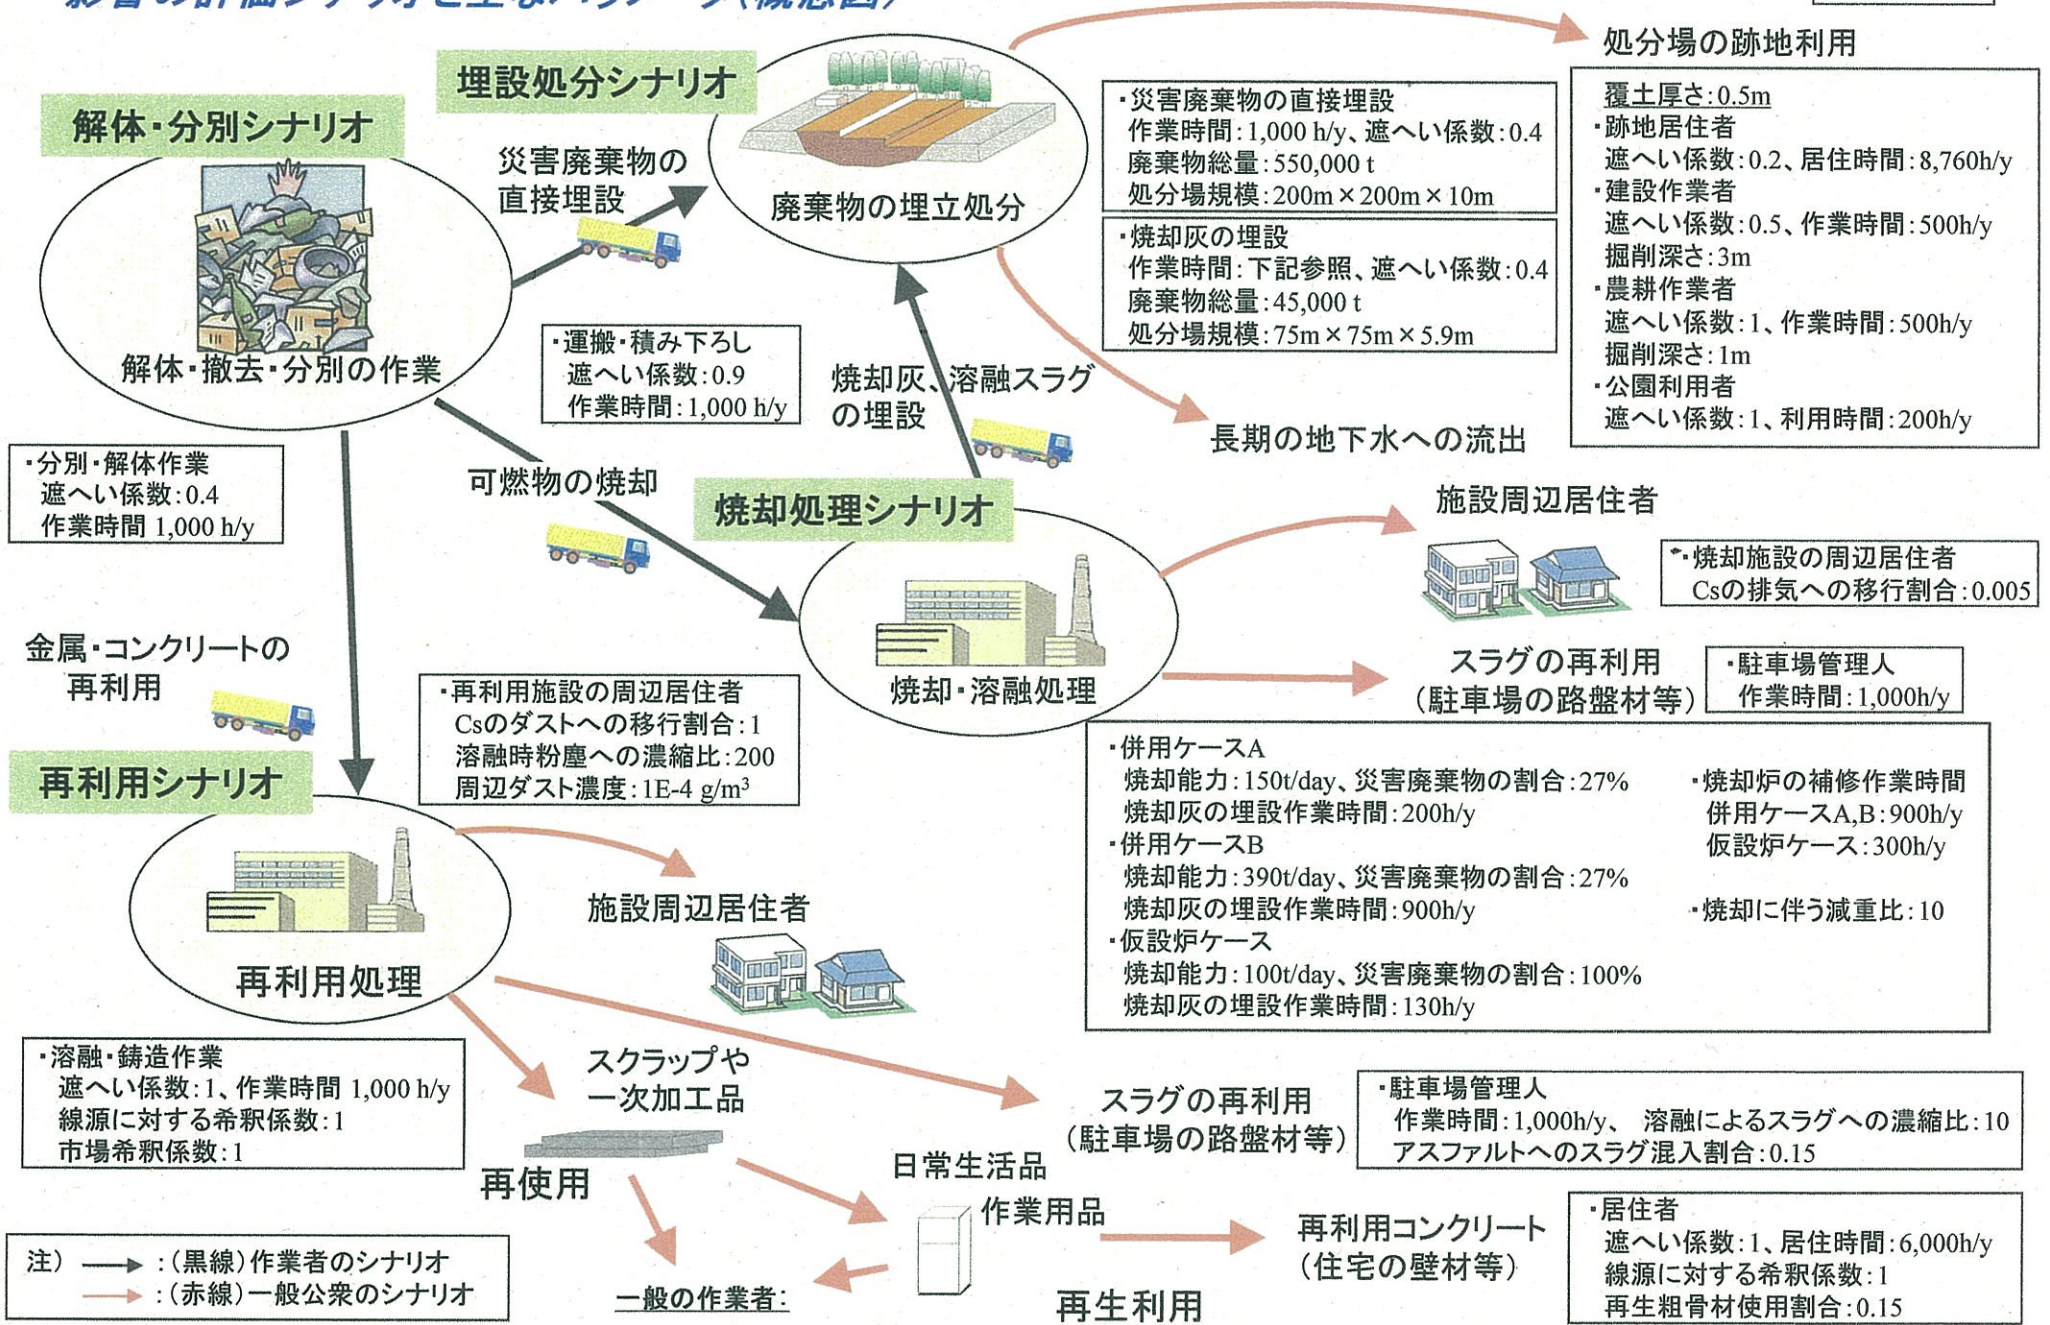 影響の評価シナリオと主なパラメータ(概念図)
解体・分別シナリオ
解体・撤去・分別の作業
・分別・解体作業
遮へい係数:0.4
作業時間 1,000 h/y
埋設処分シナリオ
廃棄物の埋立処分
災害廃棄物の
直接埋設
・運搬・積み下ろし
遮へい係数:0.9
作業時間:1,000 h/y
・災害廃棄物の直接埋設
作業時間:1,000 h/y、遮へい係数:0.4
廃棄物総量:550,000 t
処分場規模:200m×200m×10m
・焼却灰の埋設
作業時間:下記参照、遮へい係数:0.4
廃棄物総量:45,000 t
処分場規模:75m×75m×5.9m
処分場の跡地利用
覆土厚さ:0.5m
・跡地居住者
遮へい係数:0.2、居住時間:8,760h/y
・建設作業者
遮へい係数:0.5、作業時間:500h/y
掘削深さ:3m
・農耕作業者
遮へい係数:1、作業時間:500h/y
掘削深さ:1m
・公園利用者
遮へい係数:1、利用時間:200h/y
長期の地下水への流出
焼却灰、溶融スラグ
の埋設
可燃物の焼却
焼却処理シナリオ
焼却・溶融処理
施設周辺居住者
・焼却施設の周辺居住者
Csの排気への移行割合:0.005
スラグの再利用
(駐車場の路盤材等)
・駐車場管理人
作業時間:1,000h/y
・併用ケースA
焼却能力:150t/day、災害廃棄物の割合:27%
焼却灰の埋設作業時間:200h/y
・併用ケースB
焼却能力:390t/day、災害廃棄物の割合:27%
焼却灰の埋設作業時間:900h/y
・仮設炉ケース
焼却能力:100t/day、災害廃棄物の割合:100%
焼却灰の埋設作業時間:130h/y
・焼却炉の補修作業時間
併用ケースA,B:900h/y
仮設炉ケース:300h/y
・焼却に伴う減重比:10
金属・コンクリートの
再利用
再利用シナリオ
再利用処理
・再利用施設の周辺居住者
Csのダストへの移行割合:1
溶融時粉塵への濃縮比:200
周辺ダスト濃度:1E-4 g/m³
施設周辺居住者
・溶融・鋳造作業
遮へい係数:1、作業時間 1,000 h/y
線源に対する希釈係数:1
市場希釈係数:1
スクラップや
一次加工品
再使用
スラグの再利用
(駐車場の路盤材等)
・駐車場管理人
作業時間:1,000h/y、 溶融によるスラグへの濃縮比:10
アスファルトへのスラグ混入割合:0.15
日常生活品
作業用品
再利用コンクリート
(住宅の壁材等)
・居住者
遮へい係数:1、居住時間:6,000h/y
線源に対する希釈係数:1
再生粗骨材使用割合:0.15
一般の作業者:
再生利用
注) :(黒線)作業者のシナリオ
:(赤線)一般公衆のシナリオ